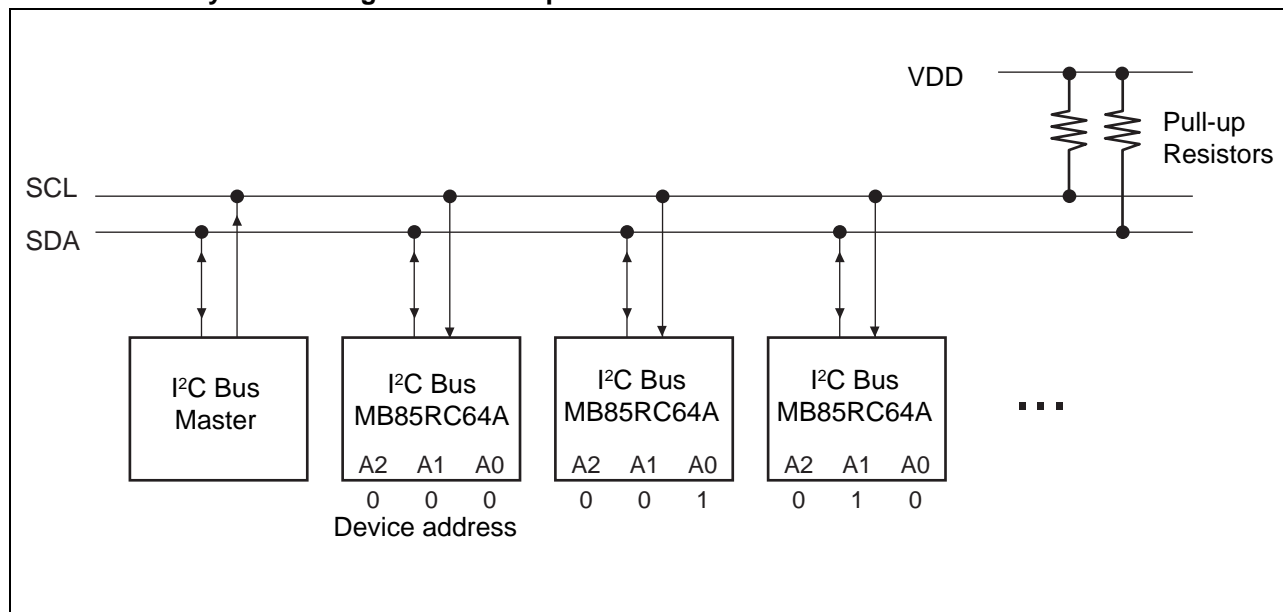 VDD
Pull-up
Resistors
SCL
SDA
I²C Bus
Master
I²C Bus
MB85RC64A
A2 A1 A0
0 0 0
Device address
I²C Bus
MB85RC64A
A2 A1 A0
0 0 1
I²C Bus
MB85RC64A
A2 A1 A0
0 1 0
...